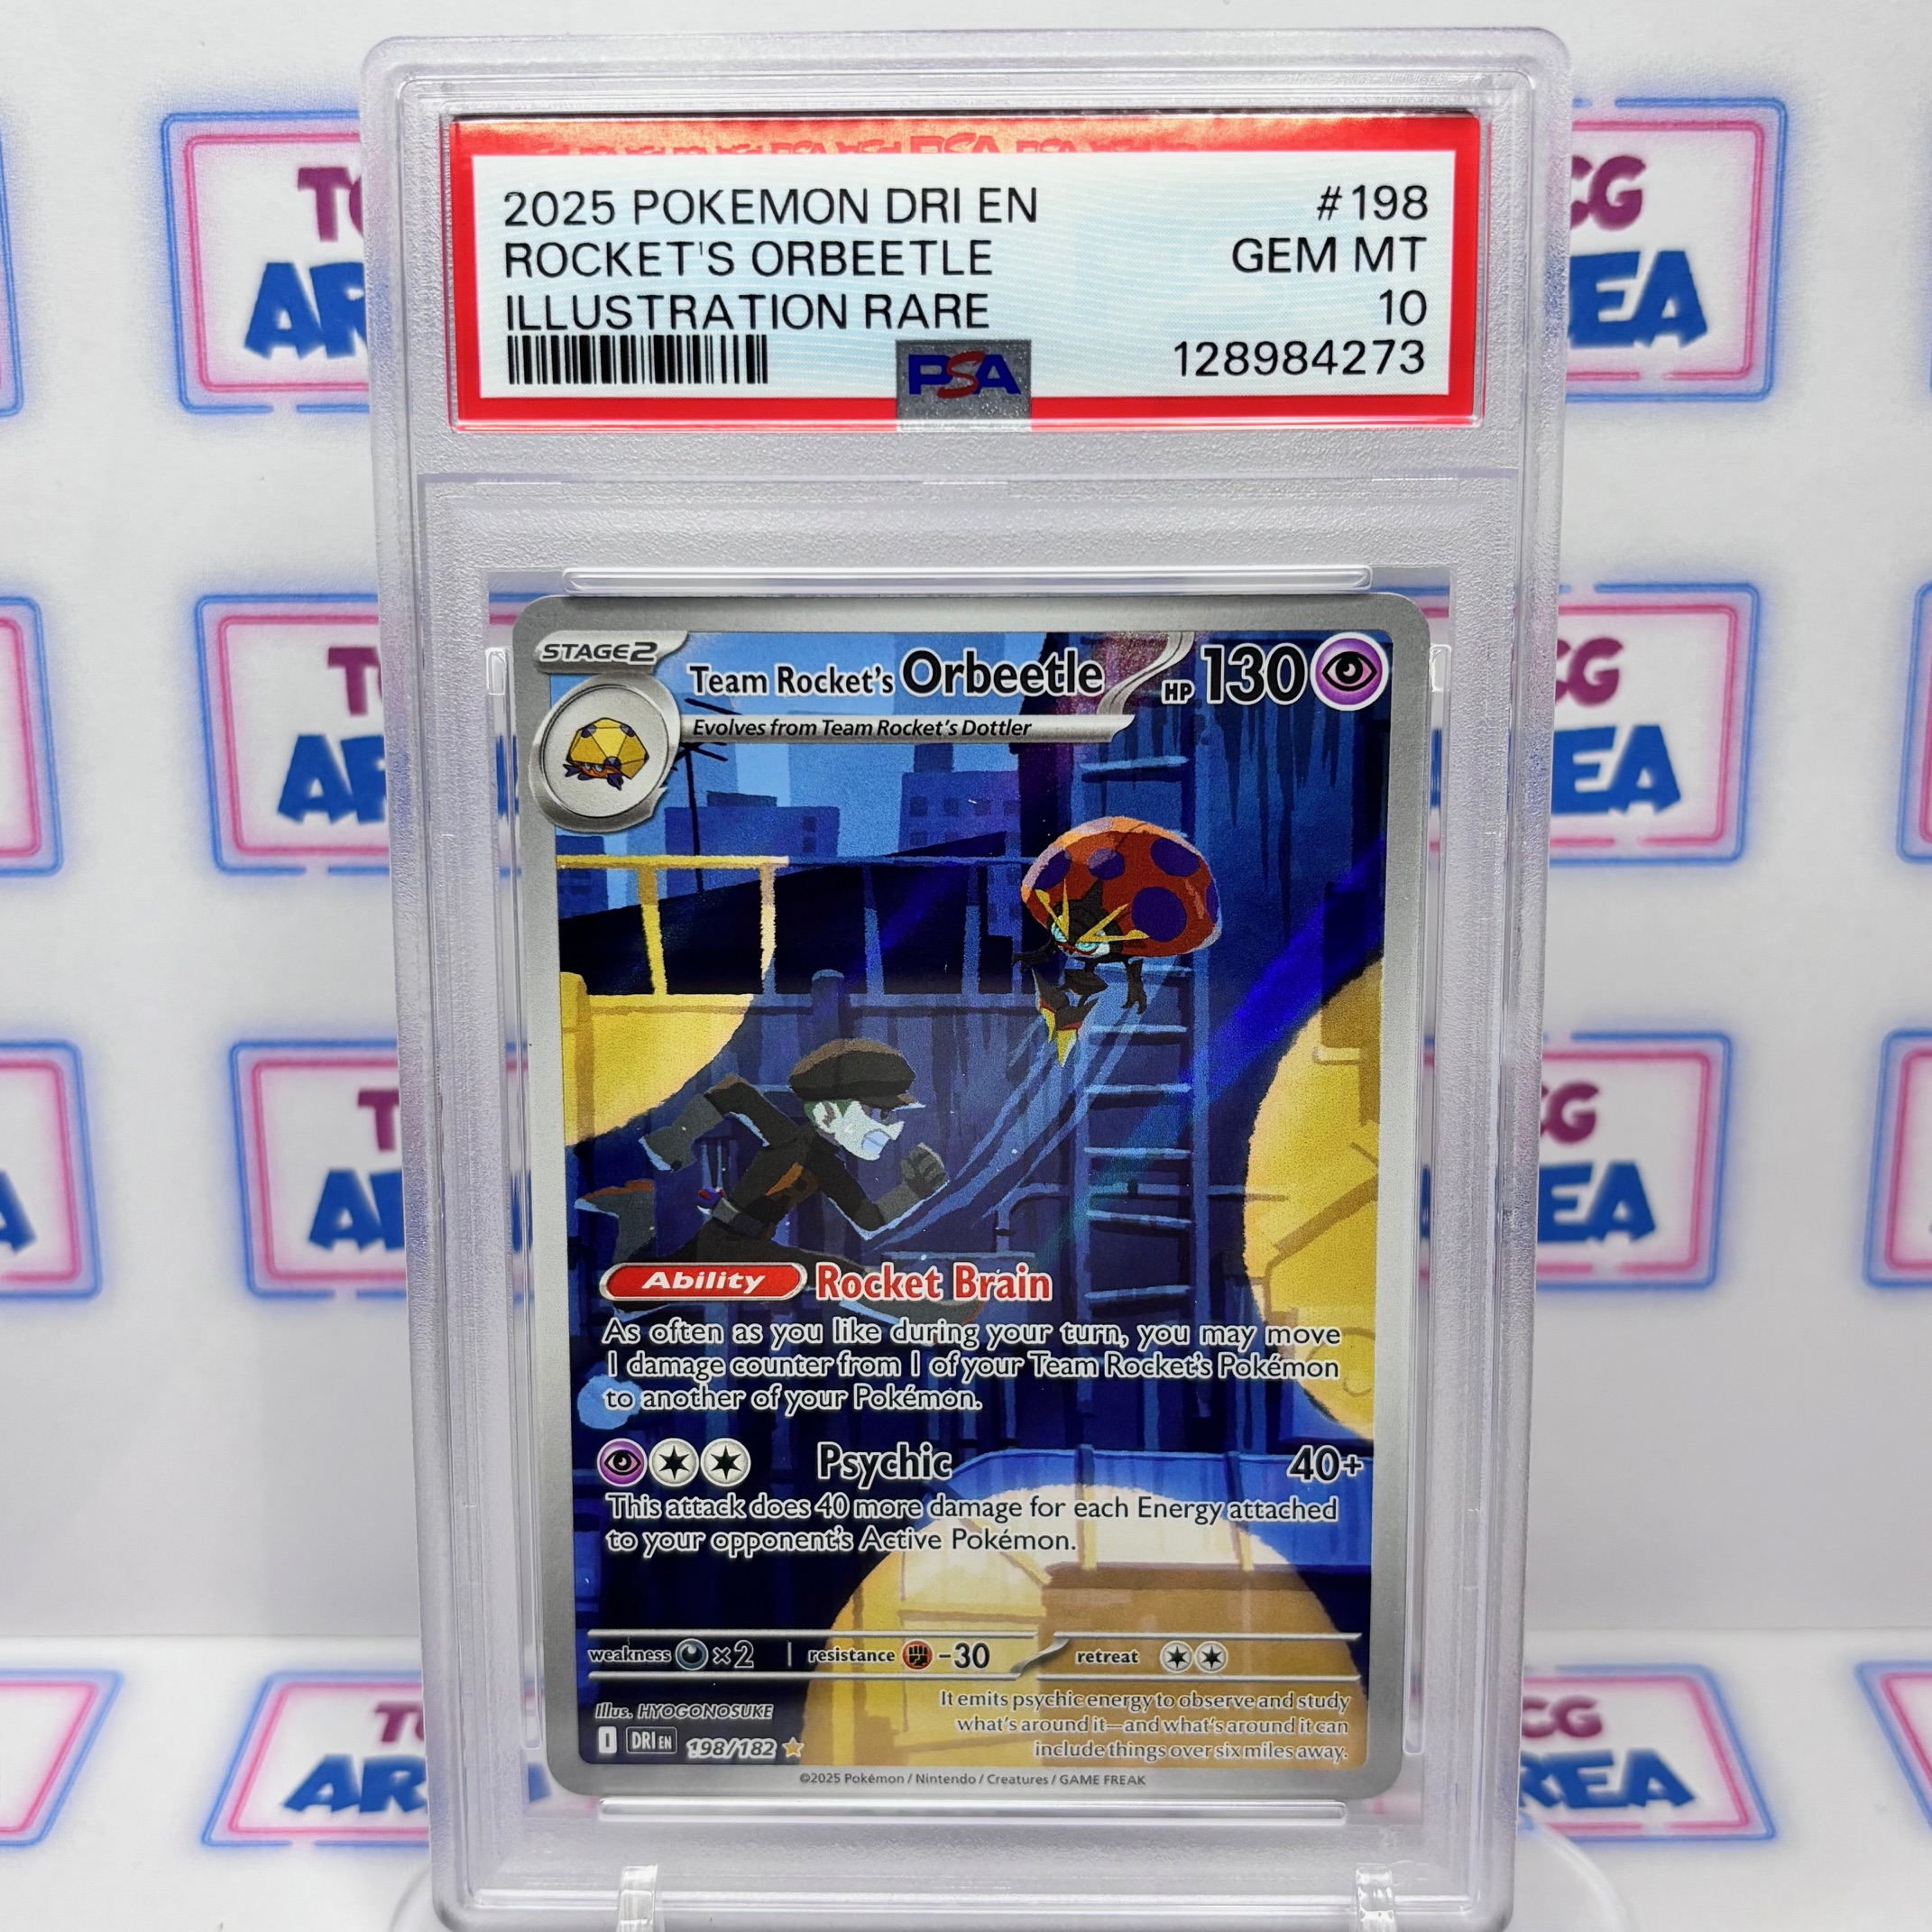 2025 POKEMON DRI EN #198
ROCKET'S ORBEETLE GEM MT
ILLUSTRATION RARE 10
PSA 128984273
STAGE2
Team Rocket's Orbeetle HP 130
Evolves from Team Rocket's Dottler
Ability Rocket Brain
As often as you like during your turn, you may move
1 damage counter from 1 of your Team Rocket's Pokémon
to another of your Pokémon.
Psychic 40+
This attack does 40 more damage for each Energy attached
to your opponent's Active Pokémon.
weakness ×2 resistance -30 retreat
Illus. HYOGONOSUKE
I DRI EN 198/182
It emits psychic energy to observe and study
what's around it—and what's around it can
include things over six miles away.
©2025 Pokémon / Nintendo / Creatures / GAME FREAK